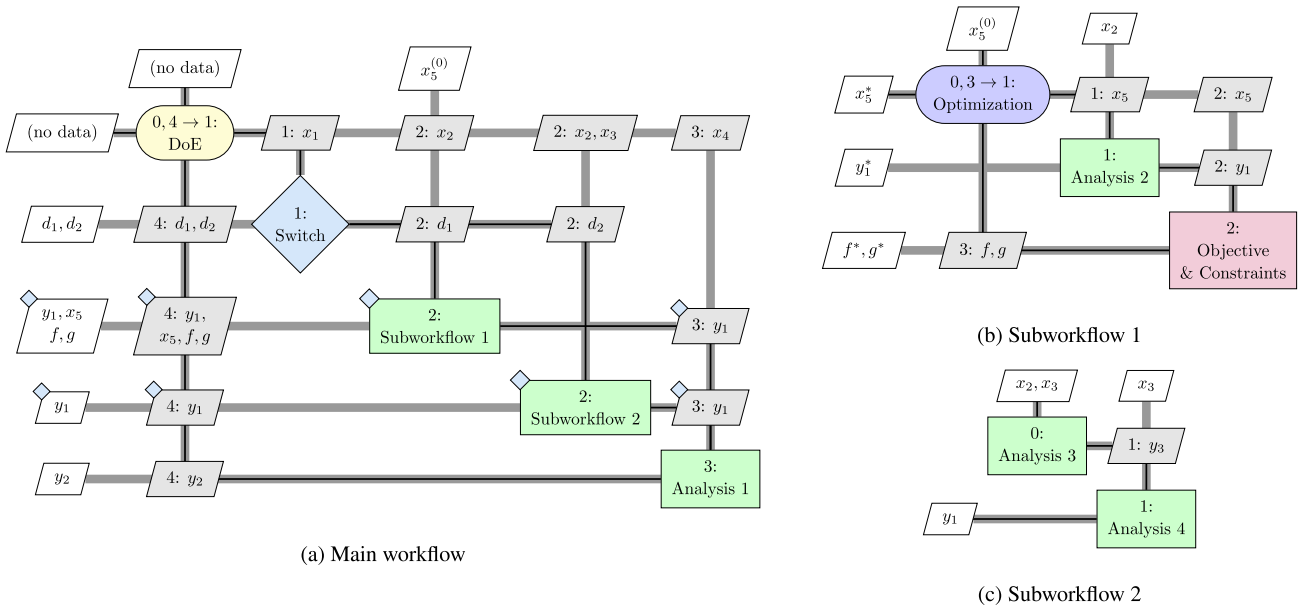 (no data)
x_5^(0)
(no data)
0, 4 → 1:
DoE
1: x_1
2: x_2
2: x_2, x_3
3: x_4
d_1, d_2
4: d_1, d_2
1:
Switch
2: d_1
2: d_2
y_1, x_5
f, g
4: y_1,
x_5, f, g
2:
Subworkflow 1
3: y_1
y_1
4: y_1
2:
Subworkflow 2
3: y_1
y_2
4: y_2
3:
Analysis 1
(a) Main workflow
x_5^(0)
x_2
x_5^*
0, 3 → 1:
Optimization
1: x_5
2: x_5
y_1^*
1:
Analysis 2
2: y_1
f^*, g^*
3: f, g
2:
Objective
& Constraints
(b) Subworkflow 1
x_2, x_3
x_3
0:
Analysis 3
1: y_3
y_1
1:
Analysis 4
(c) Subworkflow 2